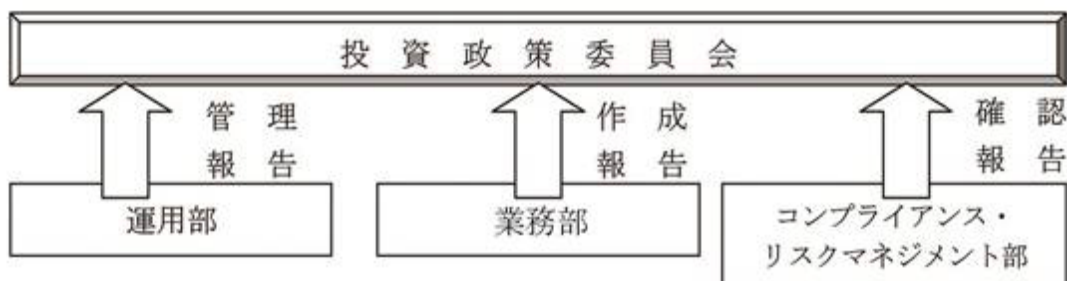 投資政策委員会
管理
報告
作成
報告
確認
報告
運用部
業務部
コンプライアンス・
リスクマネジメント部